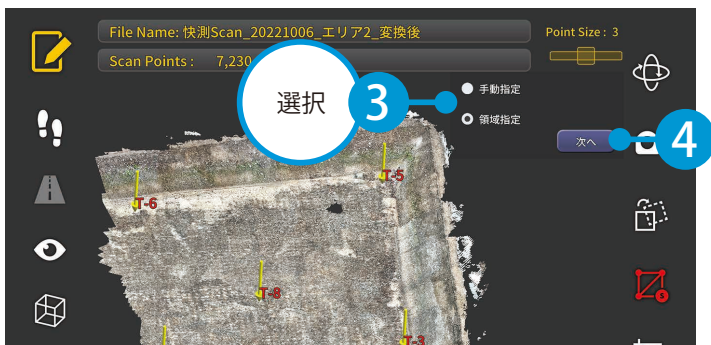 File Name: 快測Scan_20221006_エリア2_変換後
Point Size : 3
Scan Points : 7,230
選択
3
手動指定
領域指定
次へ
4
T-5
T-6
T-8
T-3
S